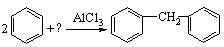 2 + ? AlCl₃ CH₂